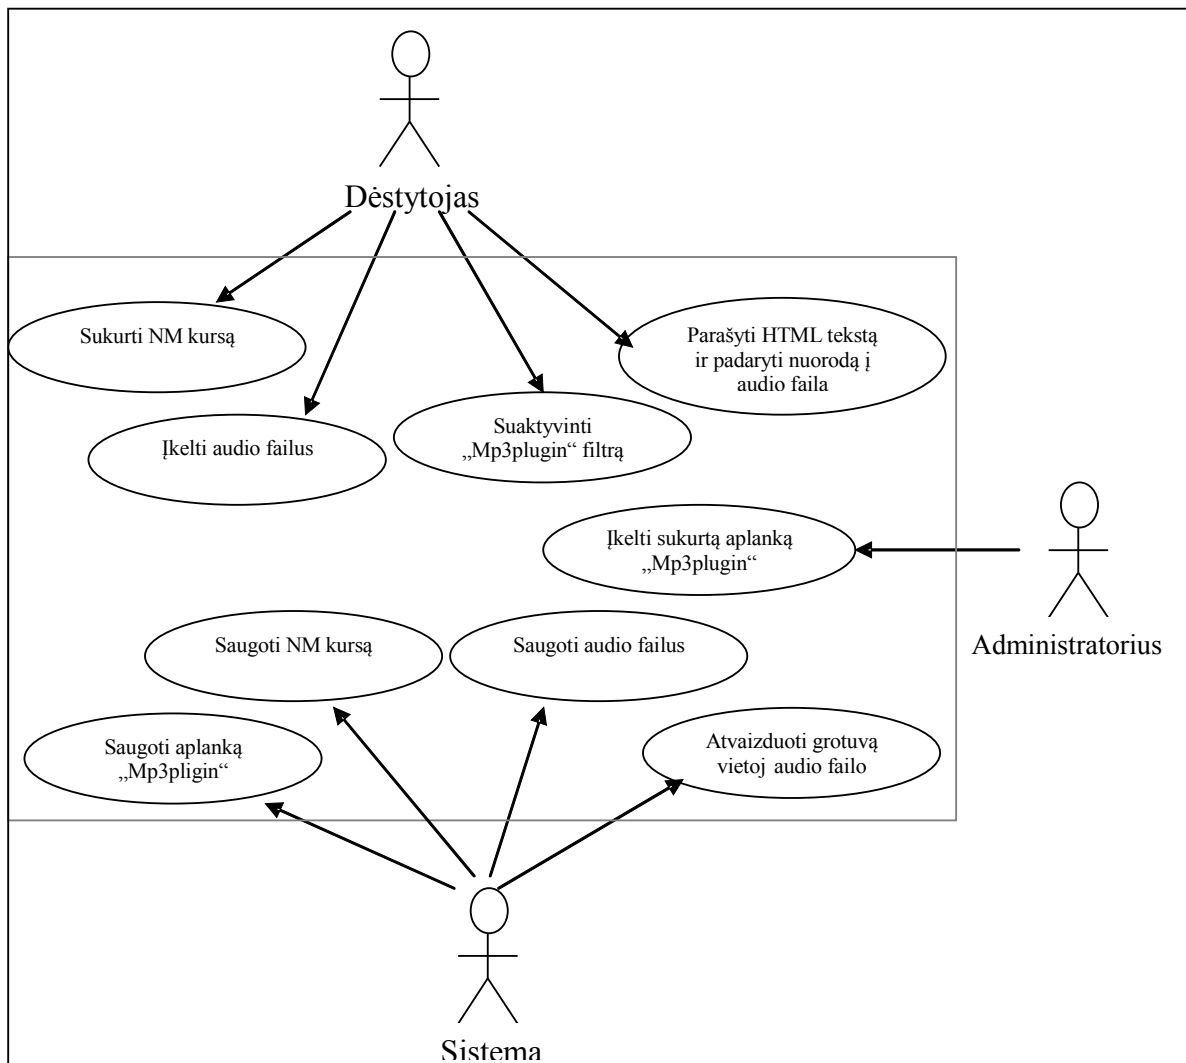 Dėstytojas
Sukurti NM kursą
Parašyti HTML tekstą
ir padaryti nuorodą į
audio faila
Įkelti audio failus
Suaktyvinti
„Mp3plugin“ filtrą
Įkelti sukurtą aplanką
„Mp3plugin“
Administratorius
Saugoti NM kursą
Saugoti audio failus
Saugoti aplanką
„Mp3pligin“
Atvaizduoti grotuvą
vietoj audio failo
Sistema